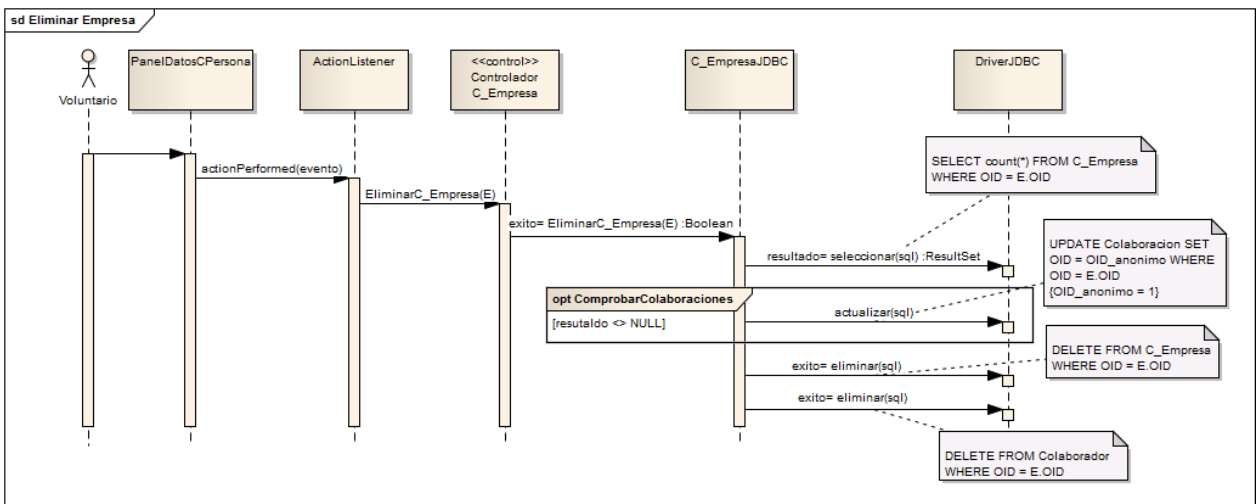 sd Eliminar Empresa
Voluntario
PanelDatosCPersona
ActionListener
<<control>>
Controlador
C_Empresa
C_EmpresaJDBC
DriverJDBC
SELECT count(*) FROM C_Empresa
WHERE OID = E.OID
actionPerformed(evento)
EliminarC_Empresa(E)
exito= EliminarC_Empresa(E) :Boolean
resultado= seleccionar(sql) :ResultSet
UPDATE Colaboracion SET
OID = OID_anonimo WHERE
OID = E.OID
{OID_anonimo = 1}
opt ComprobarColaboraciones
[resutaldo <> NULL]
actualizar(sql)
DELETE FROM C_Empresa
WHERE OID = E.OID
exito= eliminar(sql)
exito= eliminar(sql)
DELETE FROM Colaborador
WHERE OID = E.OID